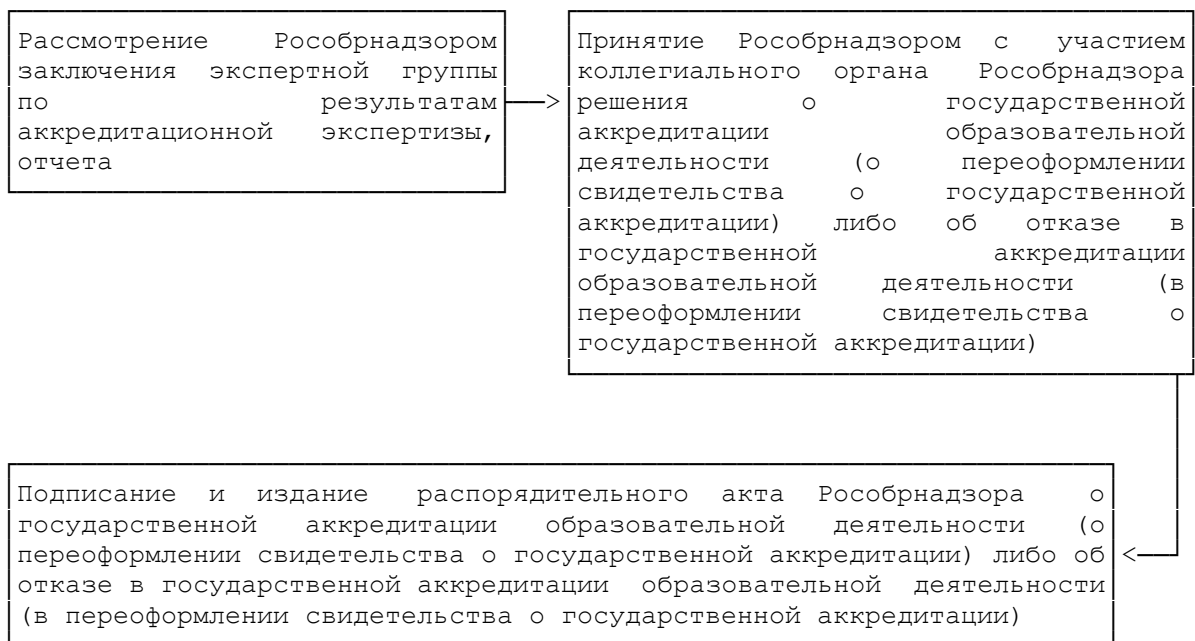 Рассмотрение Рособрнадзором
заключения экспертной группы
по результатам
аккредитационной экспертизы,
отчета
Принятие Рособрнадзором с участием
коллегиального органа Рособрнадзора
решения о государственной
аккредитации образовательной
деятельности (о переоформлении
свидетельства о государственной
аккредитации) либо об отказе в
государственной аккредитации
образовательной деятельности (в
переоформлении свидетельства о
государственной аккредитации)
Подписание и издание распорядительного акта Рособрнадзора о
государственной аккредитации образовательной деятельности (о
переоформлении свидетельства о государственной аккредитации) либо об
отказе в государственной аккредитации образовательной деятельности
(в переоформлении свидетельства о государственной аккредитации)